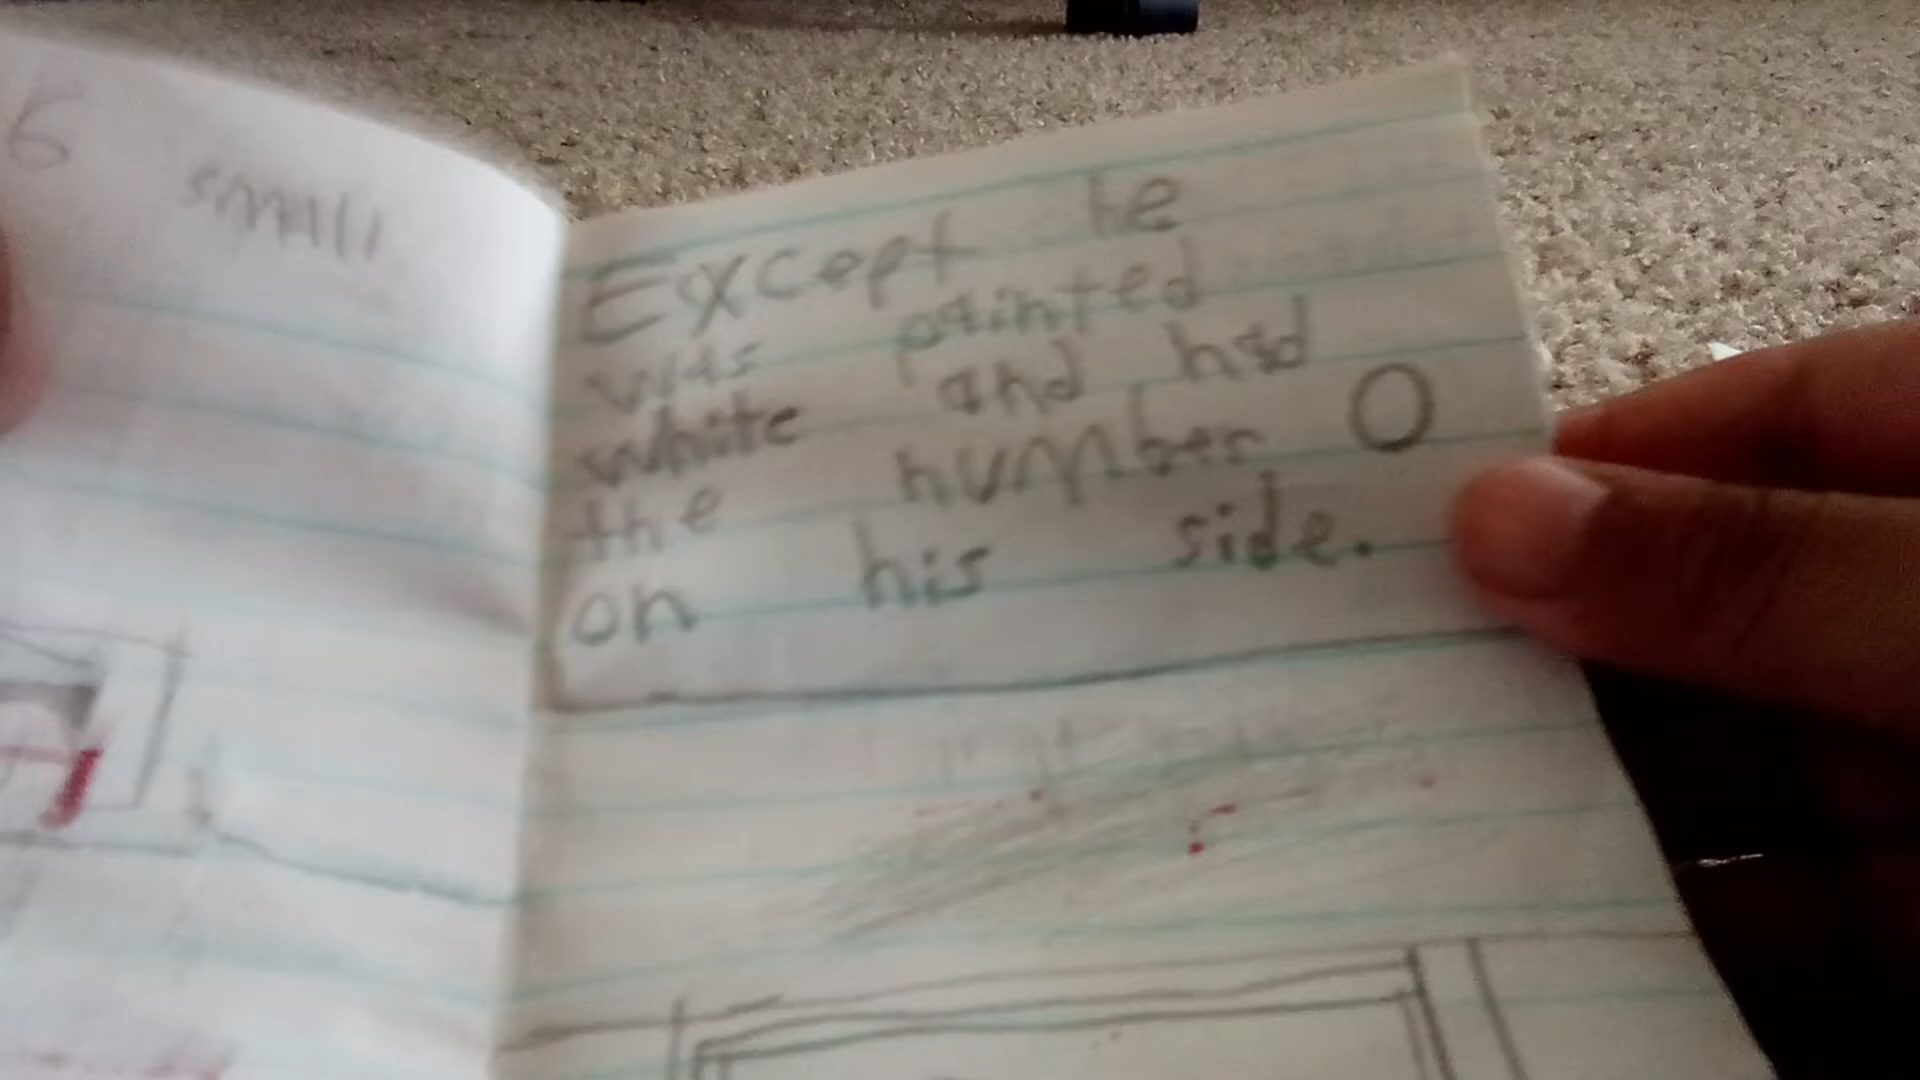 6 small
Except he
was painted
white and had
the number 0
on his side.